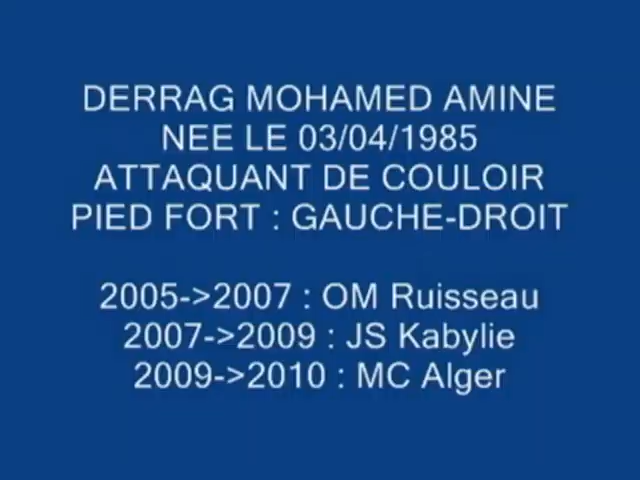 DERRAG MOHAMED AMINE
NEE LE 03/04/1985
ATTAQUANT DE COULOIR
PIED FORT : GAUCHE-DROIT
2005->2007 : OM Ruisseau
2007->2009 : JS Kabylie
2009->2010 : MC Alger